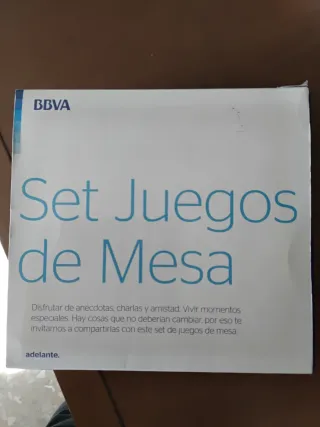 BBVA
Set Juegos
de Mesa
Disfrutar de anécdotas, charlas y amistad. Vivir momentos
especiales. Hay cosas que no deberían cambiar, por eso te
invitamos a compartirlas con este set de juegos de mesa.
adelante.